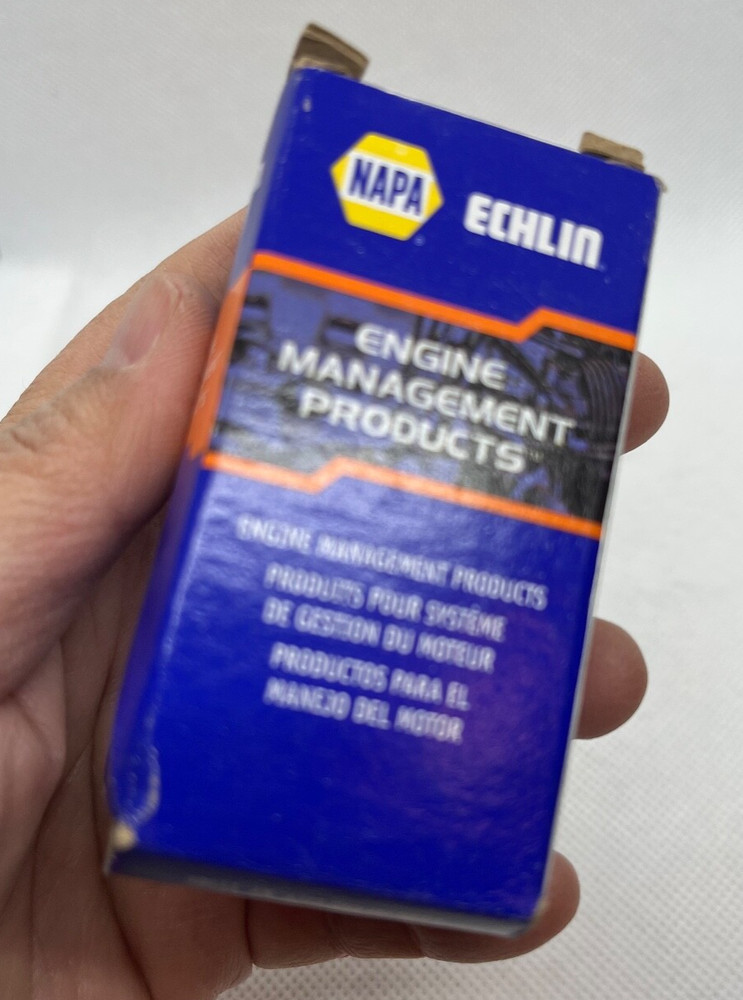 NAPA
ECHLIN
ENGINE
MANAGEMENT
PRODUCTS™
ENGINE MANAGEMENT PRODUCTS
PRODUITS POUR SYSTÈME
DE GESTION DU MOTEUR
PRODUCTOS PARA EL
MANEJO DEL MOTOR